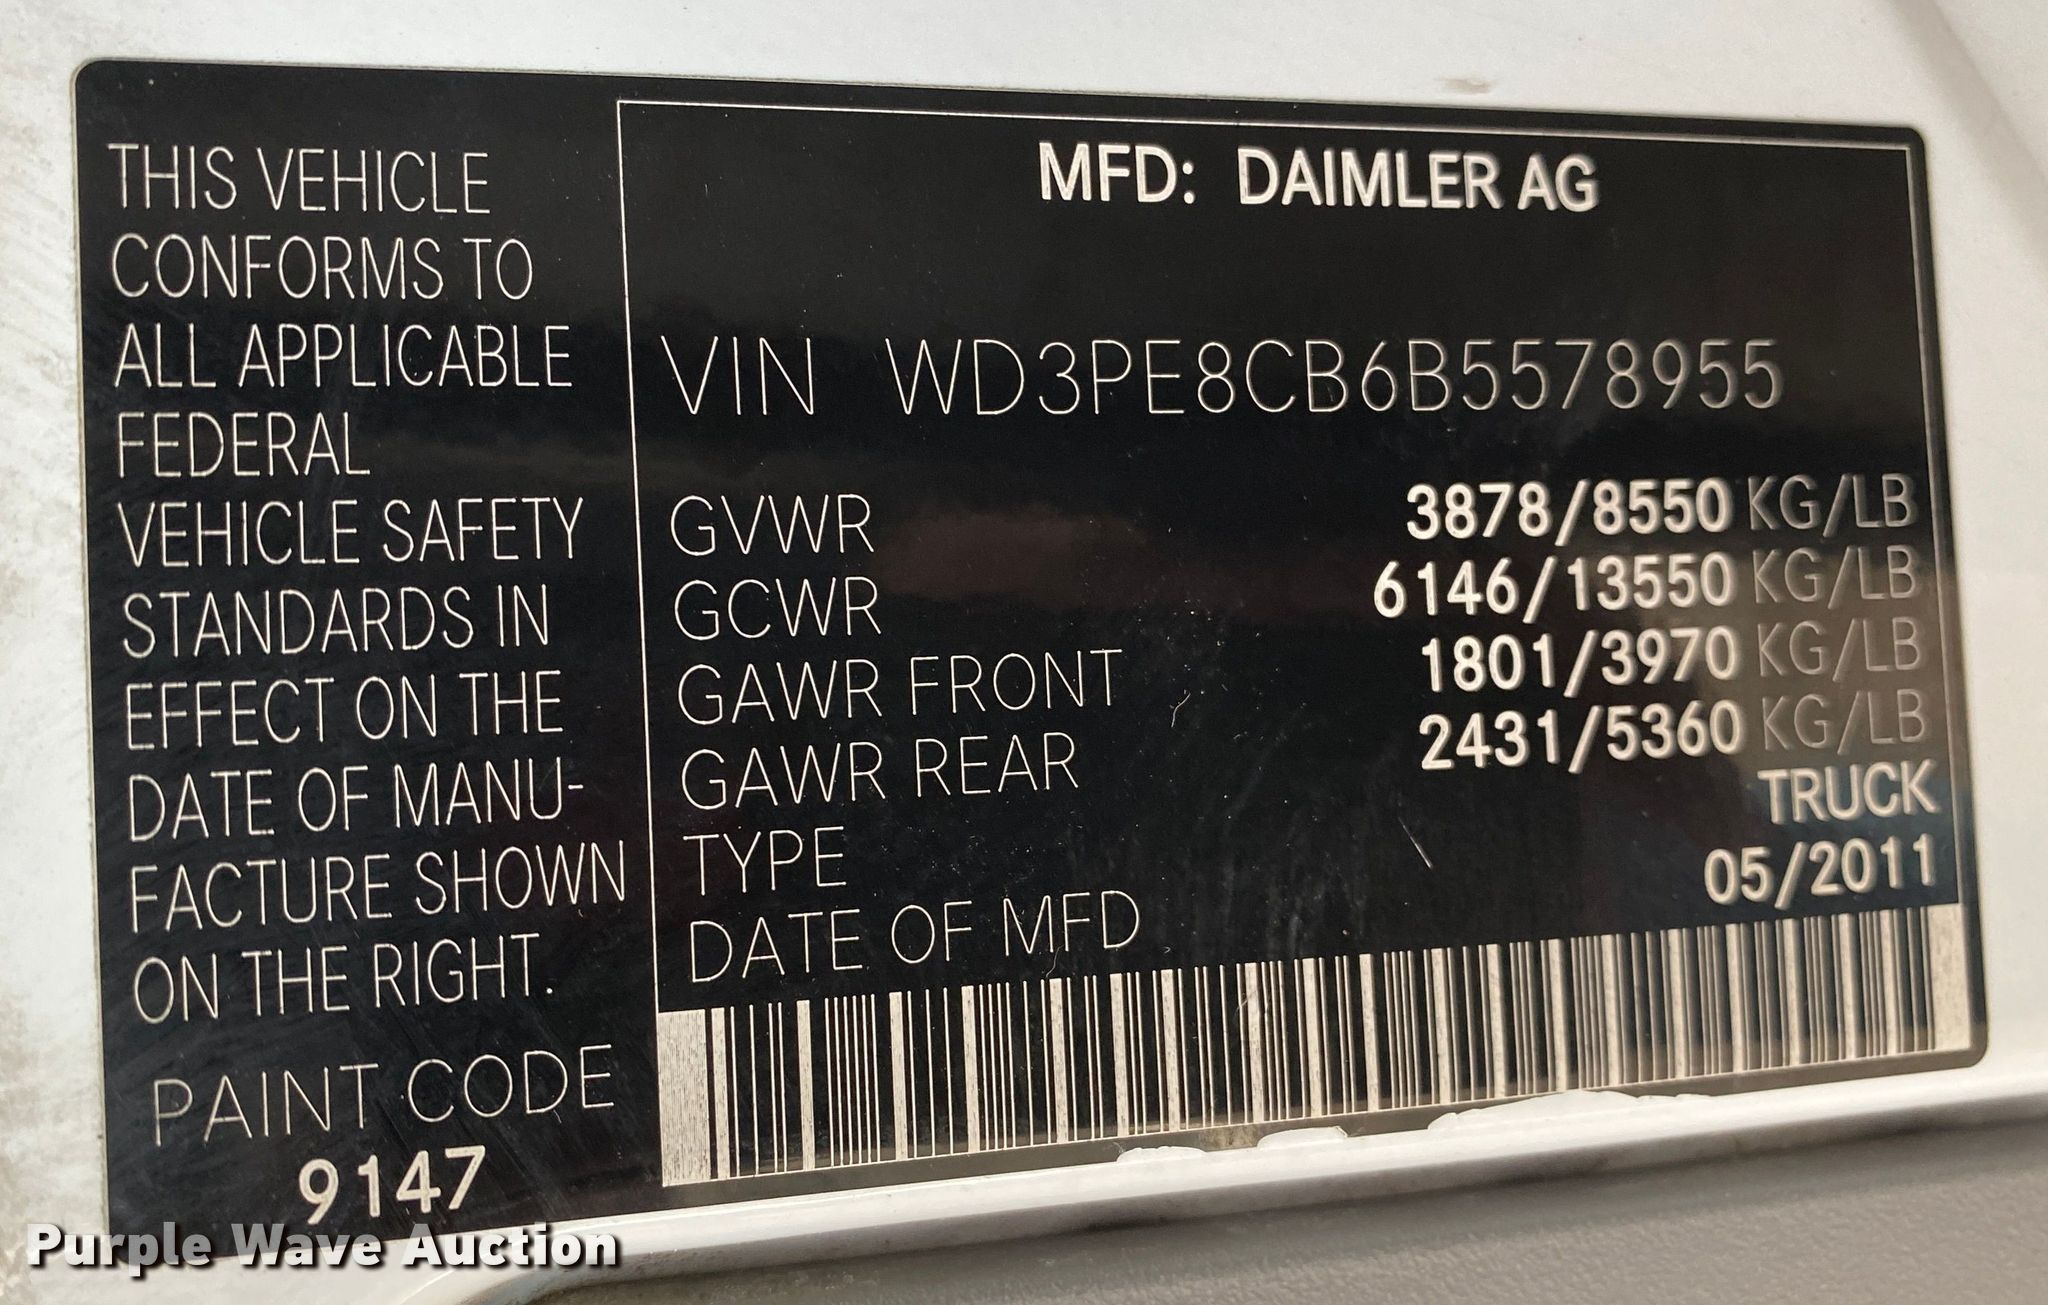 THIS VEHICLE
CONFORMS TO
ALL APPLICABLE
FEDERAL
VEHICLE SAFETY
STANDARDS IN
EFFECT ON THE
DATE OF MANU-
FACTURE SHOWN
ON THE RIGHT.
PAINT CODE
9147
MFD: DAIMLER AG
VIN WD3PE8CB6B5578955
GVWR 3878/8550 KG/LB
GCWR 6146/13550 KG/LB
GAWR FRONT 1801/3970 KG/LB
GAWR REAR 2431/5360 KG/LB
TYPE TRUCK
DATE OF MFD 05/2011
Purple Wave Auction